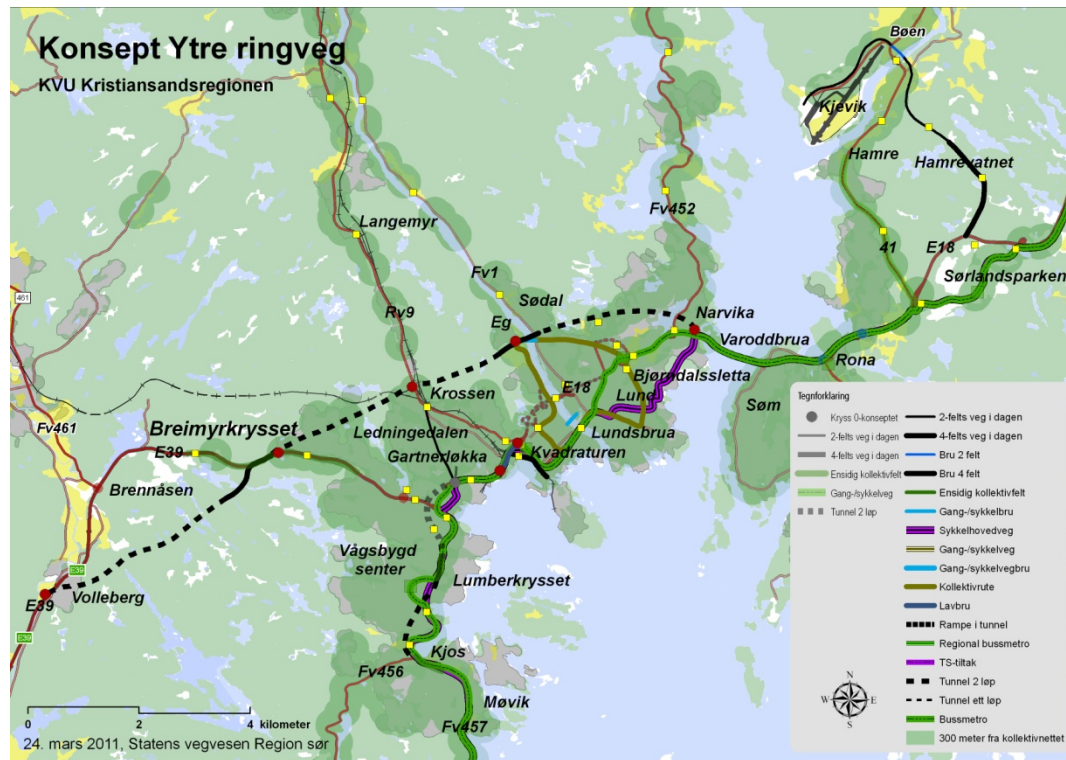 Konsept Ytre ringveg
KVU Kristiansandsregionen
Bøen
Kjevik
Hamre
Hamrevatnet
Fv452
Langemyr
41
E18
Sørlandsparken
Fv1
Sødal
461
Rv9
Eg
Narvika
Varoddbrua
Rona
Bjørndalssletta
E18
Krossen
Lund
Søm
Fv461
Breimyrkrysset
Ledningedalen
Lundsbrua
E39
Gartnerløkka
Kvadraturen
Brennåsen
Vågsbygd
senter
Lumberkrysset
E39
Volleberg
E39
E39
Kjos
Fv456
Møvik
Fv457
0 2 4 kilometer
24. mars 2011, Statens vegvesen Region sør
Tegnforklaring
Kryss 0-konseptet
2-felts veg i dagen
4-felts veg i dagen
Ensidig kollektivfelt
Gang-/sykkelveg
Tunnel 2 løp
2-felts veg i dagen
4-felts veg i dagen
Bru 2 felt
Bru 4 felt
Ensidig kollektivfelt
Gang-/sykkelbru
Sykkelhovedveg
Gang-/sykkelveg
Gang-/sykkelvegbru
Kollektivrute
Lavbru
Rampe i tunnel
Regional bussmetro
TS-tiltak
Tunnel 2 løp
Tunnel ett løp
Bussmetro
300 meter fra kollektivnettet
N
W E
S